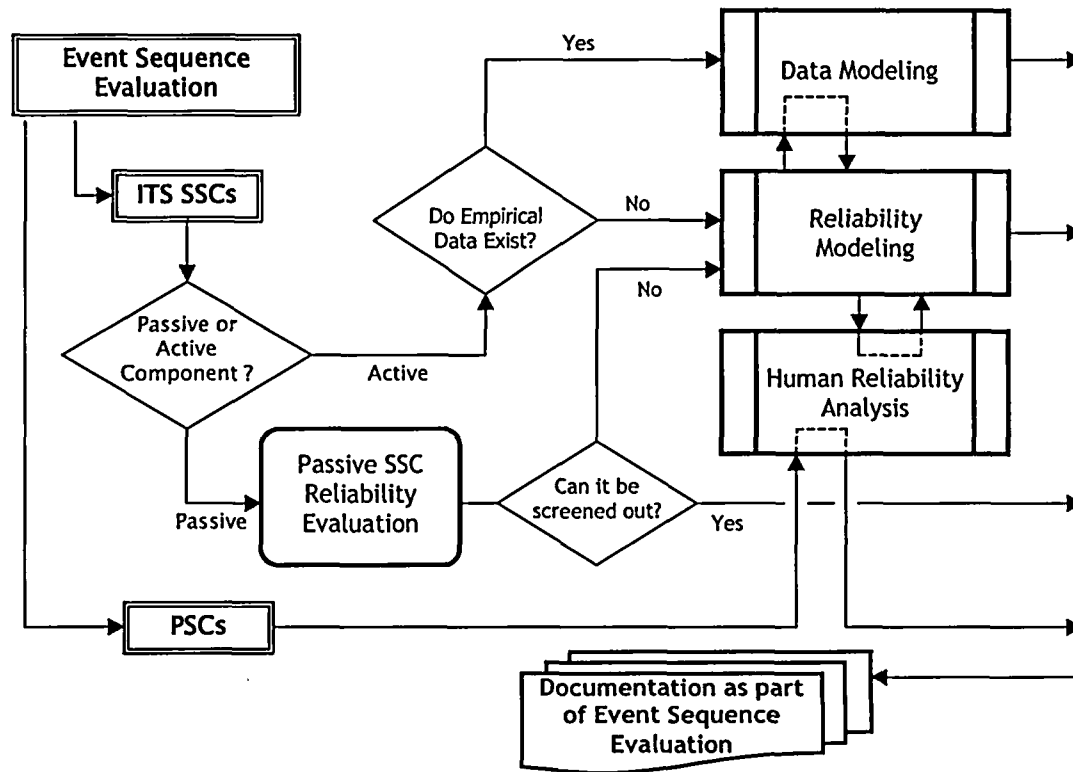 Event Sequence
Evaluation
ITS SSCs
Passive or
Active
Component ?
Active
Passive
Passive SSC
Reliability
Evaluation
Do Empirical
Data Exist?
Yes
No
Can it be
screened out?
No
Yes
Data Modeling
Reliability
Modeling
Human Reliability
Analysis
PSCs
Documentation as part
of Event Sequence
Evaluation